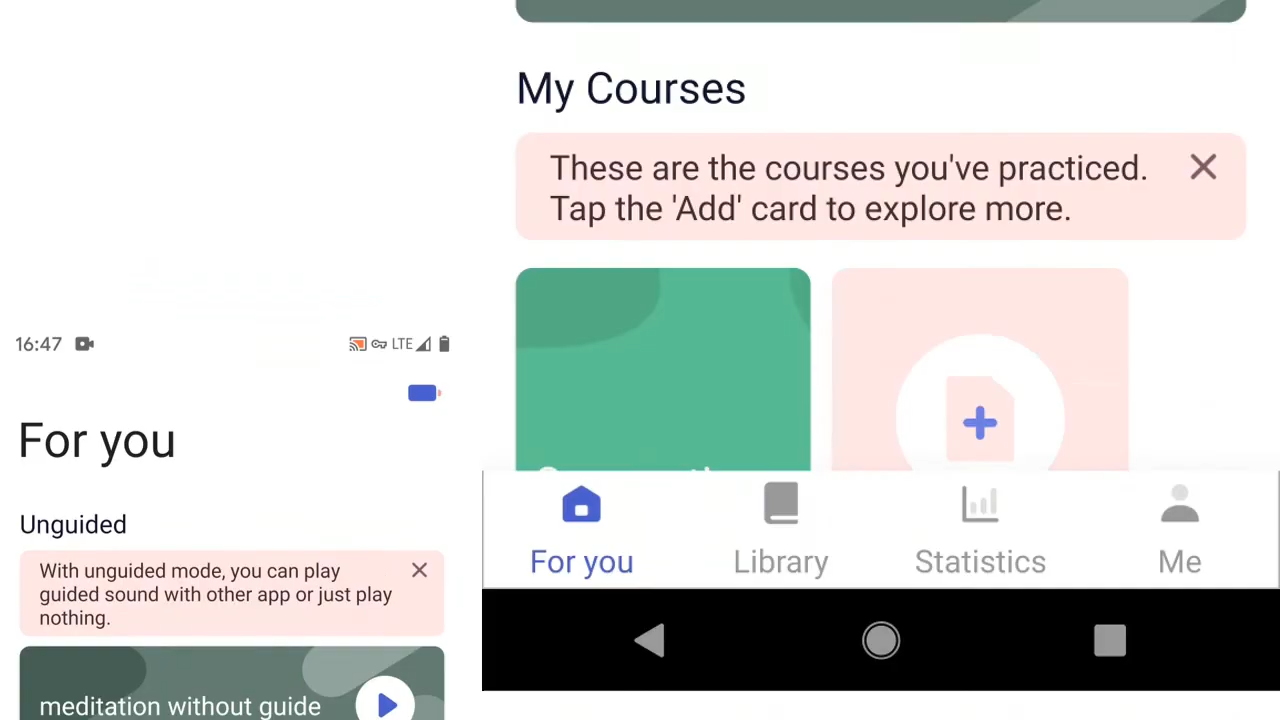 16:47
LTE
For you
Unguided
With unguided mode, you can play
guided sound with other app or just play
nothing.
meditation without guide
My Courses
These are the courses you've practiced.
Tap the 'Add' card to explore more.
For you
Library
Statistics
Me